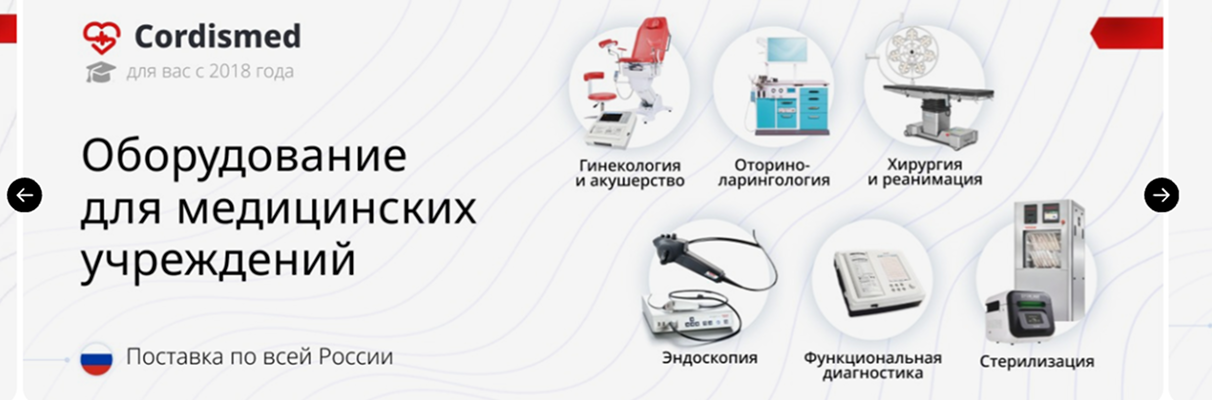 Cordismed
для вас с 2018 года
Оборудование
для медицинских
учреждений
Поставка по всей России
Гинекология
и акушерство
Оторино-
ларингология
Хирургия
и реанимация
Эндоскопия
Функциональная
диагностика
Стерилизация